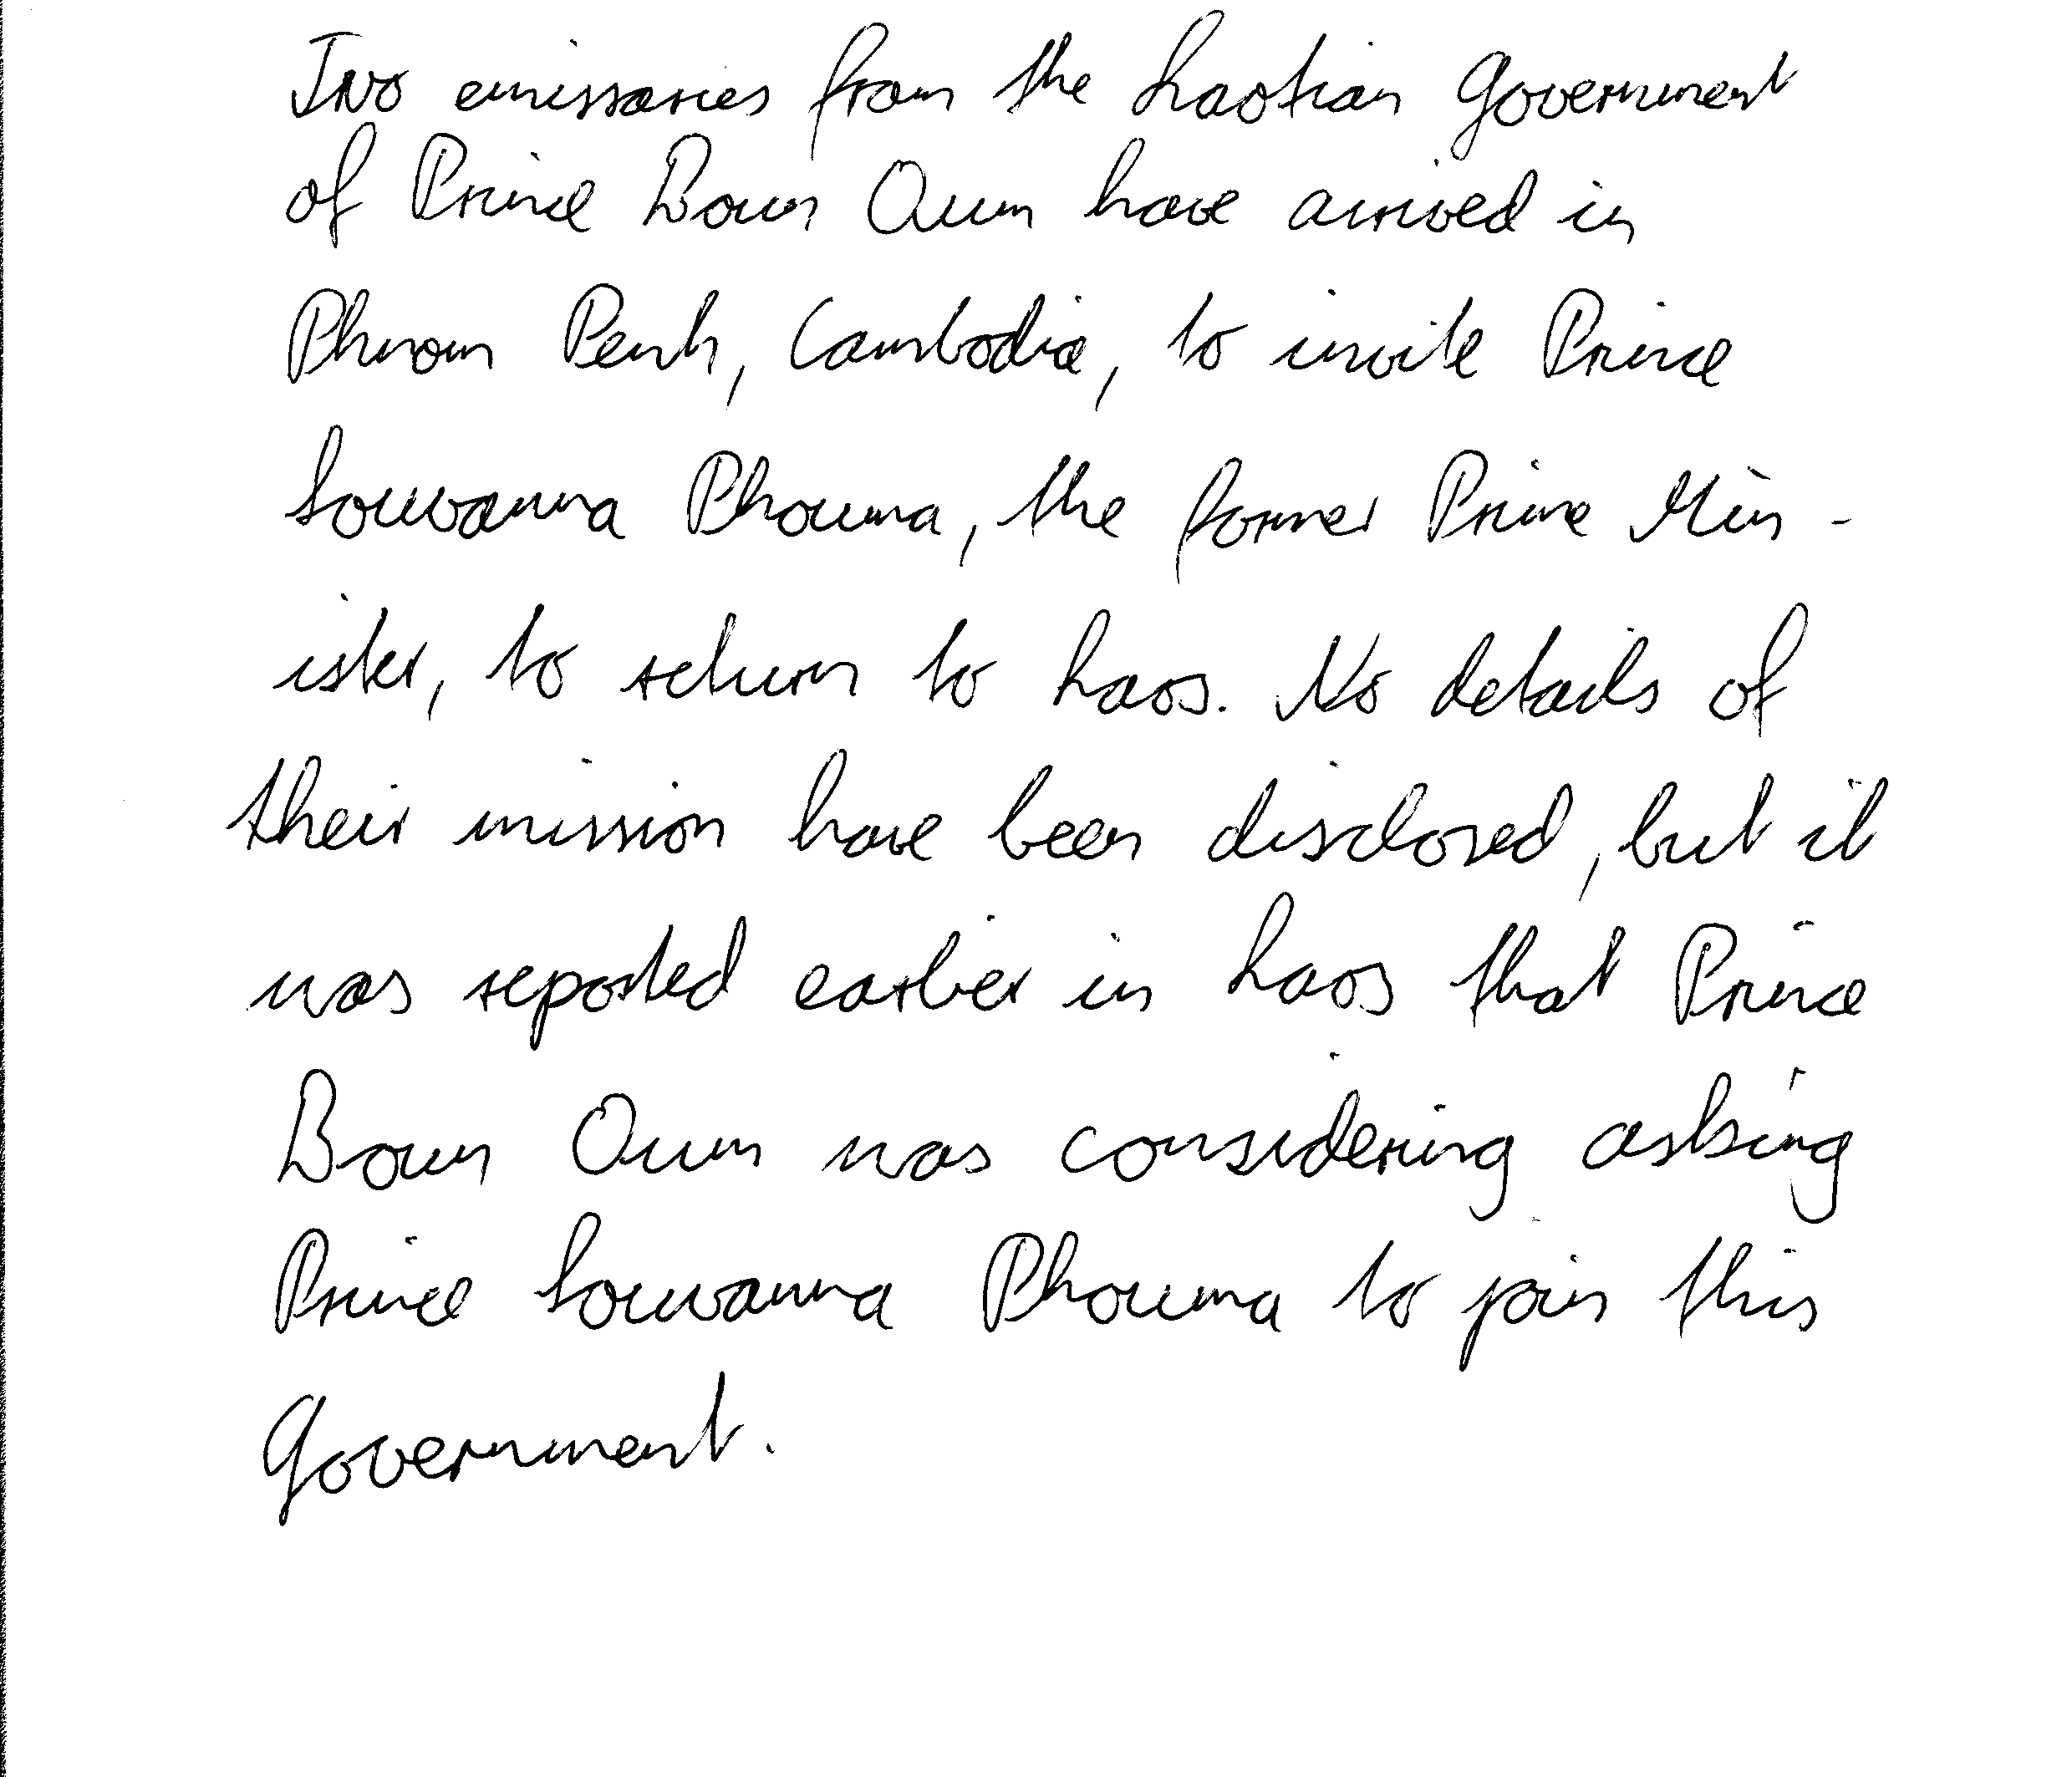 Two emissaries from the Laotian Government
of Prince Boun Oum have arrived in
Phnom Penh, Cambodia, to invite Prince
Souvanna Phouma, the former Prime Min -
ister, to return to Laos. No details of
their mission have been disclosed, but it
was reported earlier in Laos that Prince
Boun Oum was considering asking
Prince Souvanna Phouma to join this
Government.